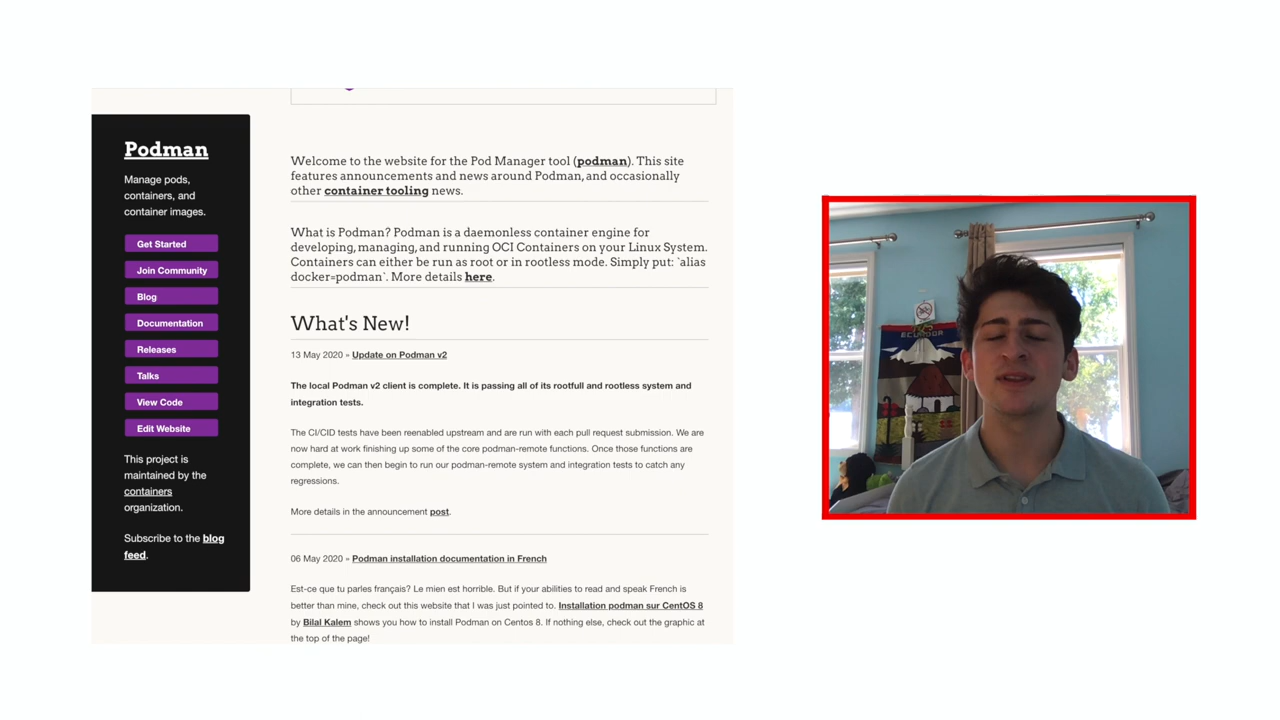 Podman
Manage pods,
containers, and
container images.
Get Started
Join Community
Blog
Documentation
Releases
Talks
View Code
Edit Website
This project is
maintained by the
containers
organization.
Subscribe to the blog
feed.
Welcome to the website for the Pod Manager tool (podman). This site
features announcements and news around Podman, and occasionally
other container tooling news.
What is Podman? Podman is a daemonless container engine for
developing, managing, and running OCI Containers on your Linux System.
Containers can either be run as root or in rootless mode. Simply put: `alias
docker=podman`. More details here.
What's New!
13 May 2020 » Update on Podman v2
The local Podman v2 client is complete. It is passing all of its rootfull and rootless system and
integration tests.
The CI/CID tests have been reenabled upstream and are run with each pull request submission. We are
now hard at work finishing up some of the core podman-remote functions. Once those functions are
complete, we can then begin to run our podman-remote system and integration tests to catch any
regressions.
More details in the announcement post.
06 May 2020 » Podman installation documentation in French
Est-ce que tu parles français? Le mien est horrible. But if your abilities to read and speak French is
better than mine, check out this website that I was just pointed to. Installation podman sur CentOS 8
by Bilal Kalem shows you how to install Podman on Centos 8. If nothing else, check out the graphic at
the top of the page!
ECUADOR